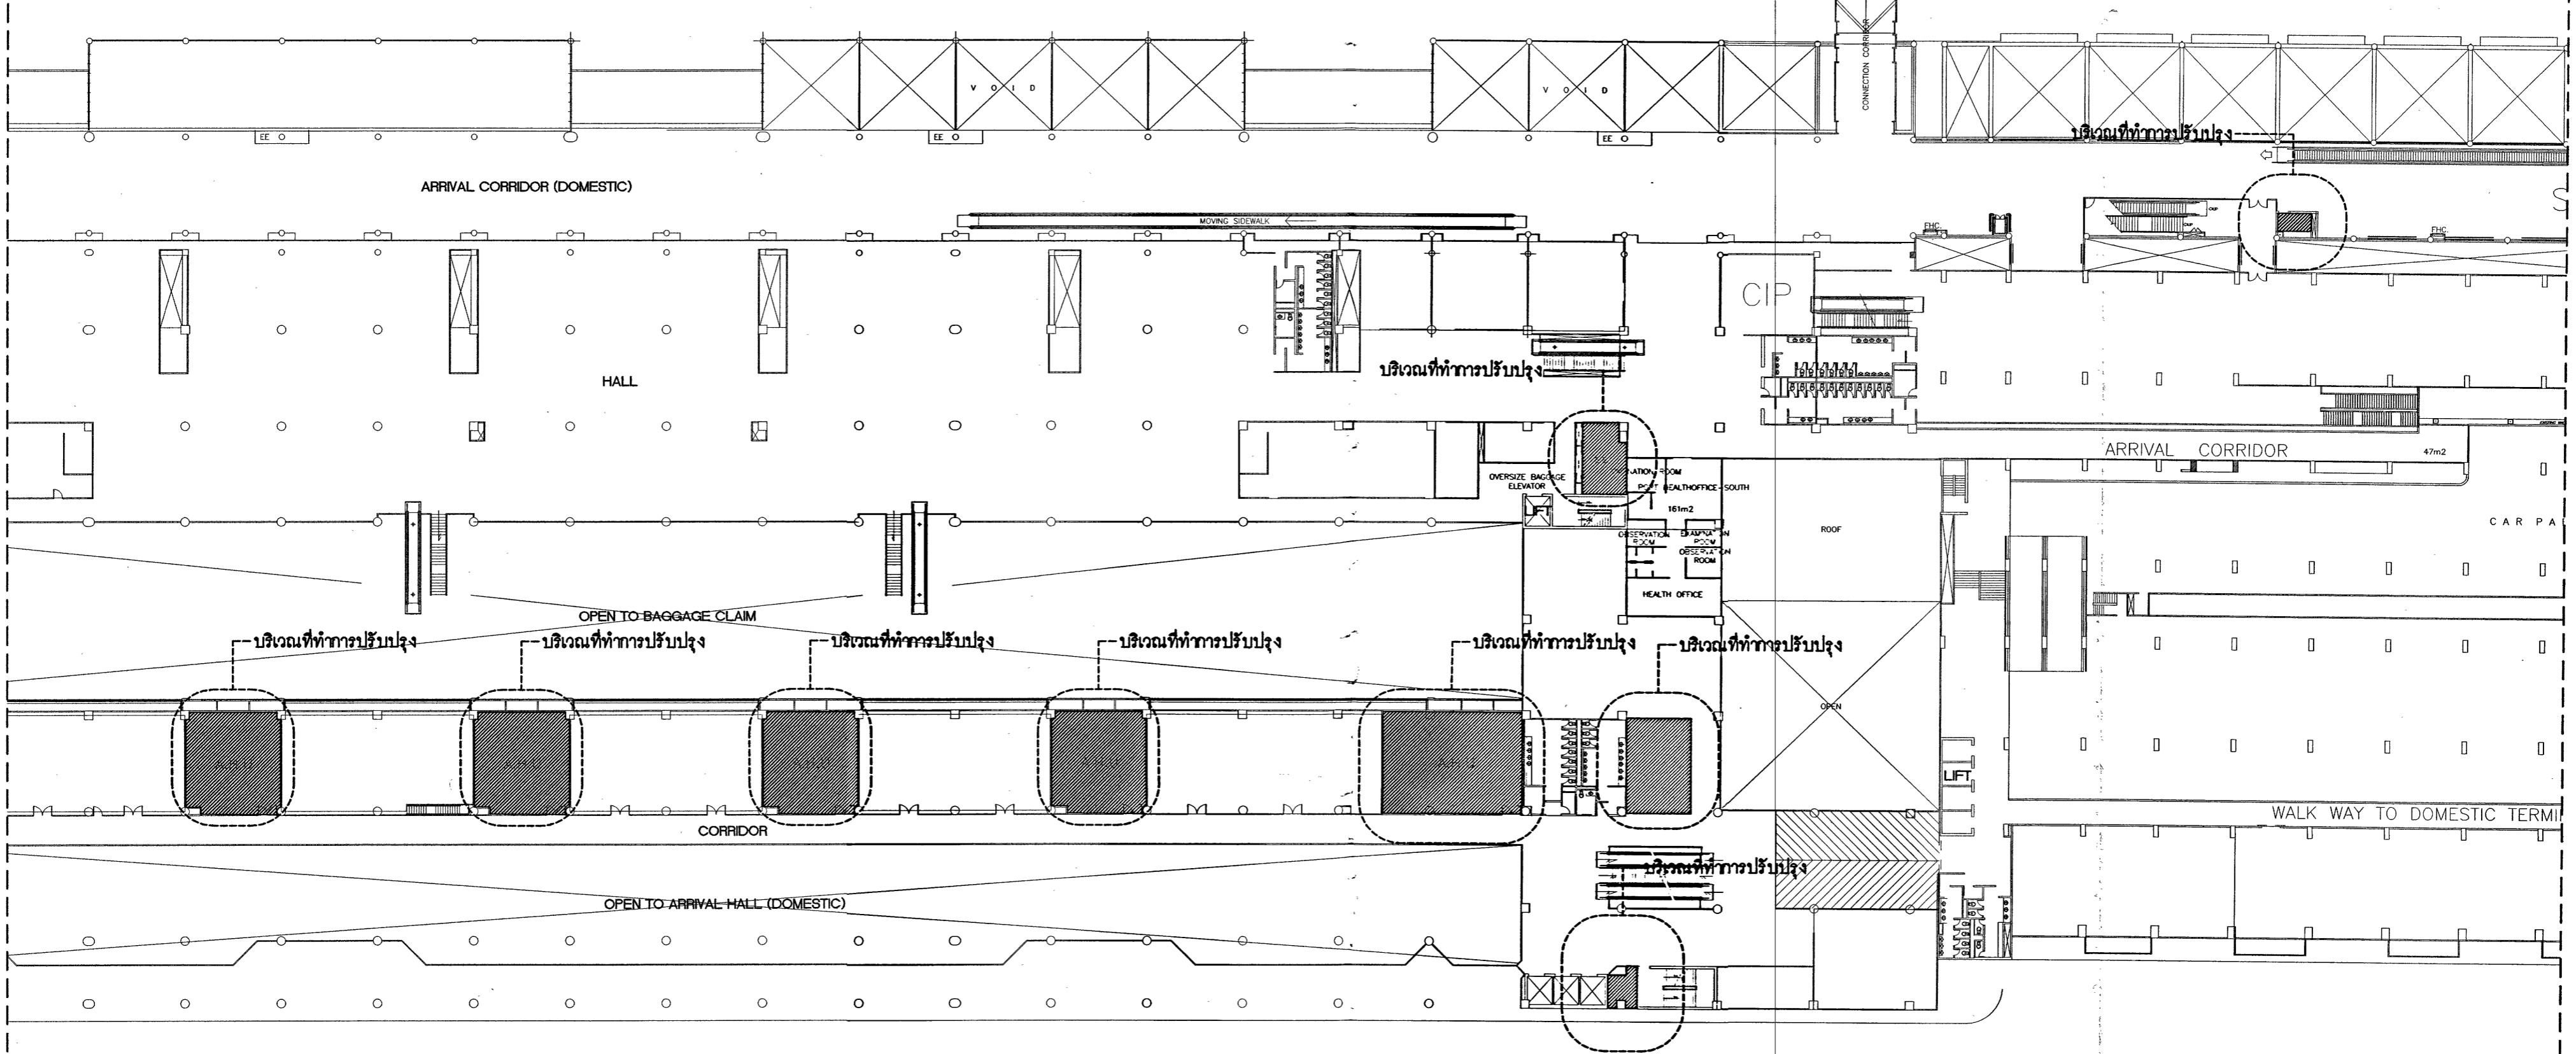 CONNECTION CORRIDOR
V O I D
V O I D
EE
EE
EE
บริเวณที่ทำการปรับปรุง
ARRIVAL CORRIDOR (DOMESTIC)
MOVING SIDEWALK
FHC.
FHC.
CIP
บริเวณที่ทำการปรับปรุง
HALL
ARRIVAL CORRIDOR
47m2
OVERSIZE BAGGAGE
ELEVATOR
ROOM
HEALTHOFFICE-SOUTH
161m2
ROOF
CAR PA
OBSERVATION
ROOM
EXAMINATION
ROOM
OBSERVATION
ROOM
HEALTH OFFICE
OPEN TO BAGGAGE CLAIM
บริเวณที่ทำการปรับปรุง
บริเวณที่ทำการปรับปรุง
บริเวณที่ทำการปรับปรุง
บริเวณที่ทำการปรับปรุง
บริเวณที่ทำการปรับปรุง
บริเวณที่ทำการปรับปรุง
OPEN
A.H.U
A.H.U
A.H.U
A.H.U
A.H.U
LIFT
WALK WAY TO DOMESTIC TERMI
CORRIDOR
บริเวณที่ทำการปรับปรุง
OPEN TO ARRIVAL HALL (DOMESTIC)